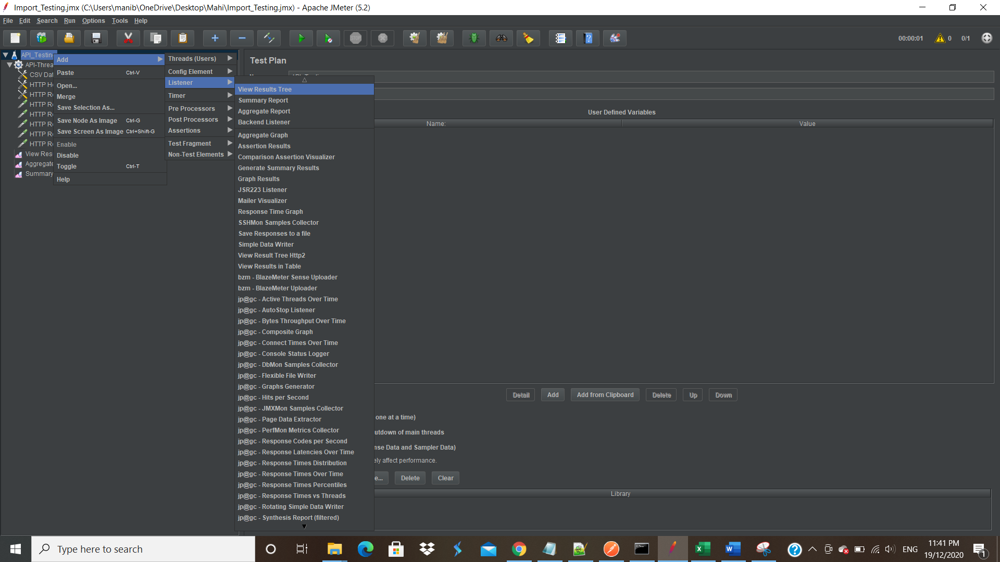 Import_Testing.jmx (C:\Users\manib\OneDrive\Desktop\Mahi\Import_Testing.jmx) - Apache JMeter (5.2)
File Edit Search Run Options Tools Help
STOP
00:00:01 0 0/1
API_Testing
API-Threa
CSV Dat
HTTP He
HTTP Re
HTTP Re
HTTP Re
HTTP Re
HTTP Re
HTTP Re
View Res
Aggregate
Summary
Add
Paste Ctrl-V
Open...
Merge
Save Selection As...
Save Node As Image Ctrl-G
Save Screen As Image Ctrl+Shift-G
Enable
Disable
Toggle Ctrl-T
Help
Threads (Users)
Config Element
Listener
Timer
Pre Processors
Post Processors
Assertions
Test Fragment
Non-Test Elements
View Results Tree
Summary Report
Aggregate Report
Backend Listener
Aggregate Graph
Assertion Results
Comparison Assertion Visualizer
Generate Summary Results
Graph Results
JSR223 Listener
Mailer Visualizer
Response Time Graph
SSHMon Samples Collector
Save Responses to a file
Simple Data Writer
View Result Tree Http2
View Results in Table
bzm - BlazeMeter Sense Uploader
bzm - BlazeMeter Uploader
jp@gc - Active Threads Over Time
jp@gc - AutoStop Listener
jp@gc - Bytes Throughput Over Time
jp@gc - Composite Graph
jp@gc - Connect Times Over Time
jp@gc - Console Status Logger
jp@gc - DbMon Samples Collector
jp@gc - Flexible File Writer
jp@gc - Graphs Generator
jp@gc - Hits per Second
jp@gc - JMXMon Samples Collector
jp@gc - Page Data Extractor
jp@gc - PerfMon Metrics Collector
jp@gc - Response Codes per Second
jp@gc - Response Latencies Over Time
jp@gc - Response Times Distribution
jp@gc - Response Times Over Time
jp@gc - Response Times Percentiles
jp@gc - Response Times vs Threads
jp@gc - Rotating Simple Data Writer
jp@gc - Synthesis Report (filtered)
Test Plan
User Defined Variables
Name: Value
Detail Add Add from Clipboard Delete Up Down
one at a time)
utdown of main threads
nse Data and Sampler Data)
ely affect performance.
e... Delete Clear
Library
Type here to search
ENG
11:41 PM
19/12/2020
1